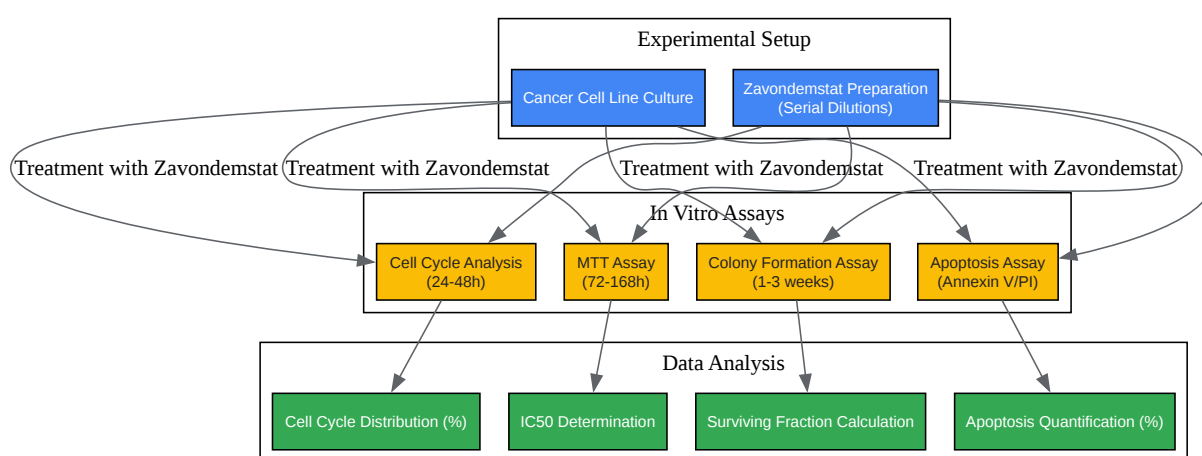 Experimental Setup
Cancer Cell Line Culture
Zavondemstat Preparation
(Serial Dilutions)
Treatment with Zavondemstat
Treatment with Zavondemstat
Treatment with Zavondemstat
Treatment with Zavondemstat
In Vitro Assays
Cell Cycle Analysis
(24-48h)
MTT Assay
(72-168h)
Colony Formation Assay
(1-3 weeks)
Apoptosis Assay
(Annexin V/PI)
Data Analysis
Cell Cycle Distribution (%)
IC50 Determination
Surviving Fraction Calculation
Apoptosis Quantification (%)